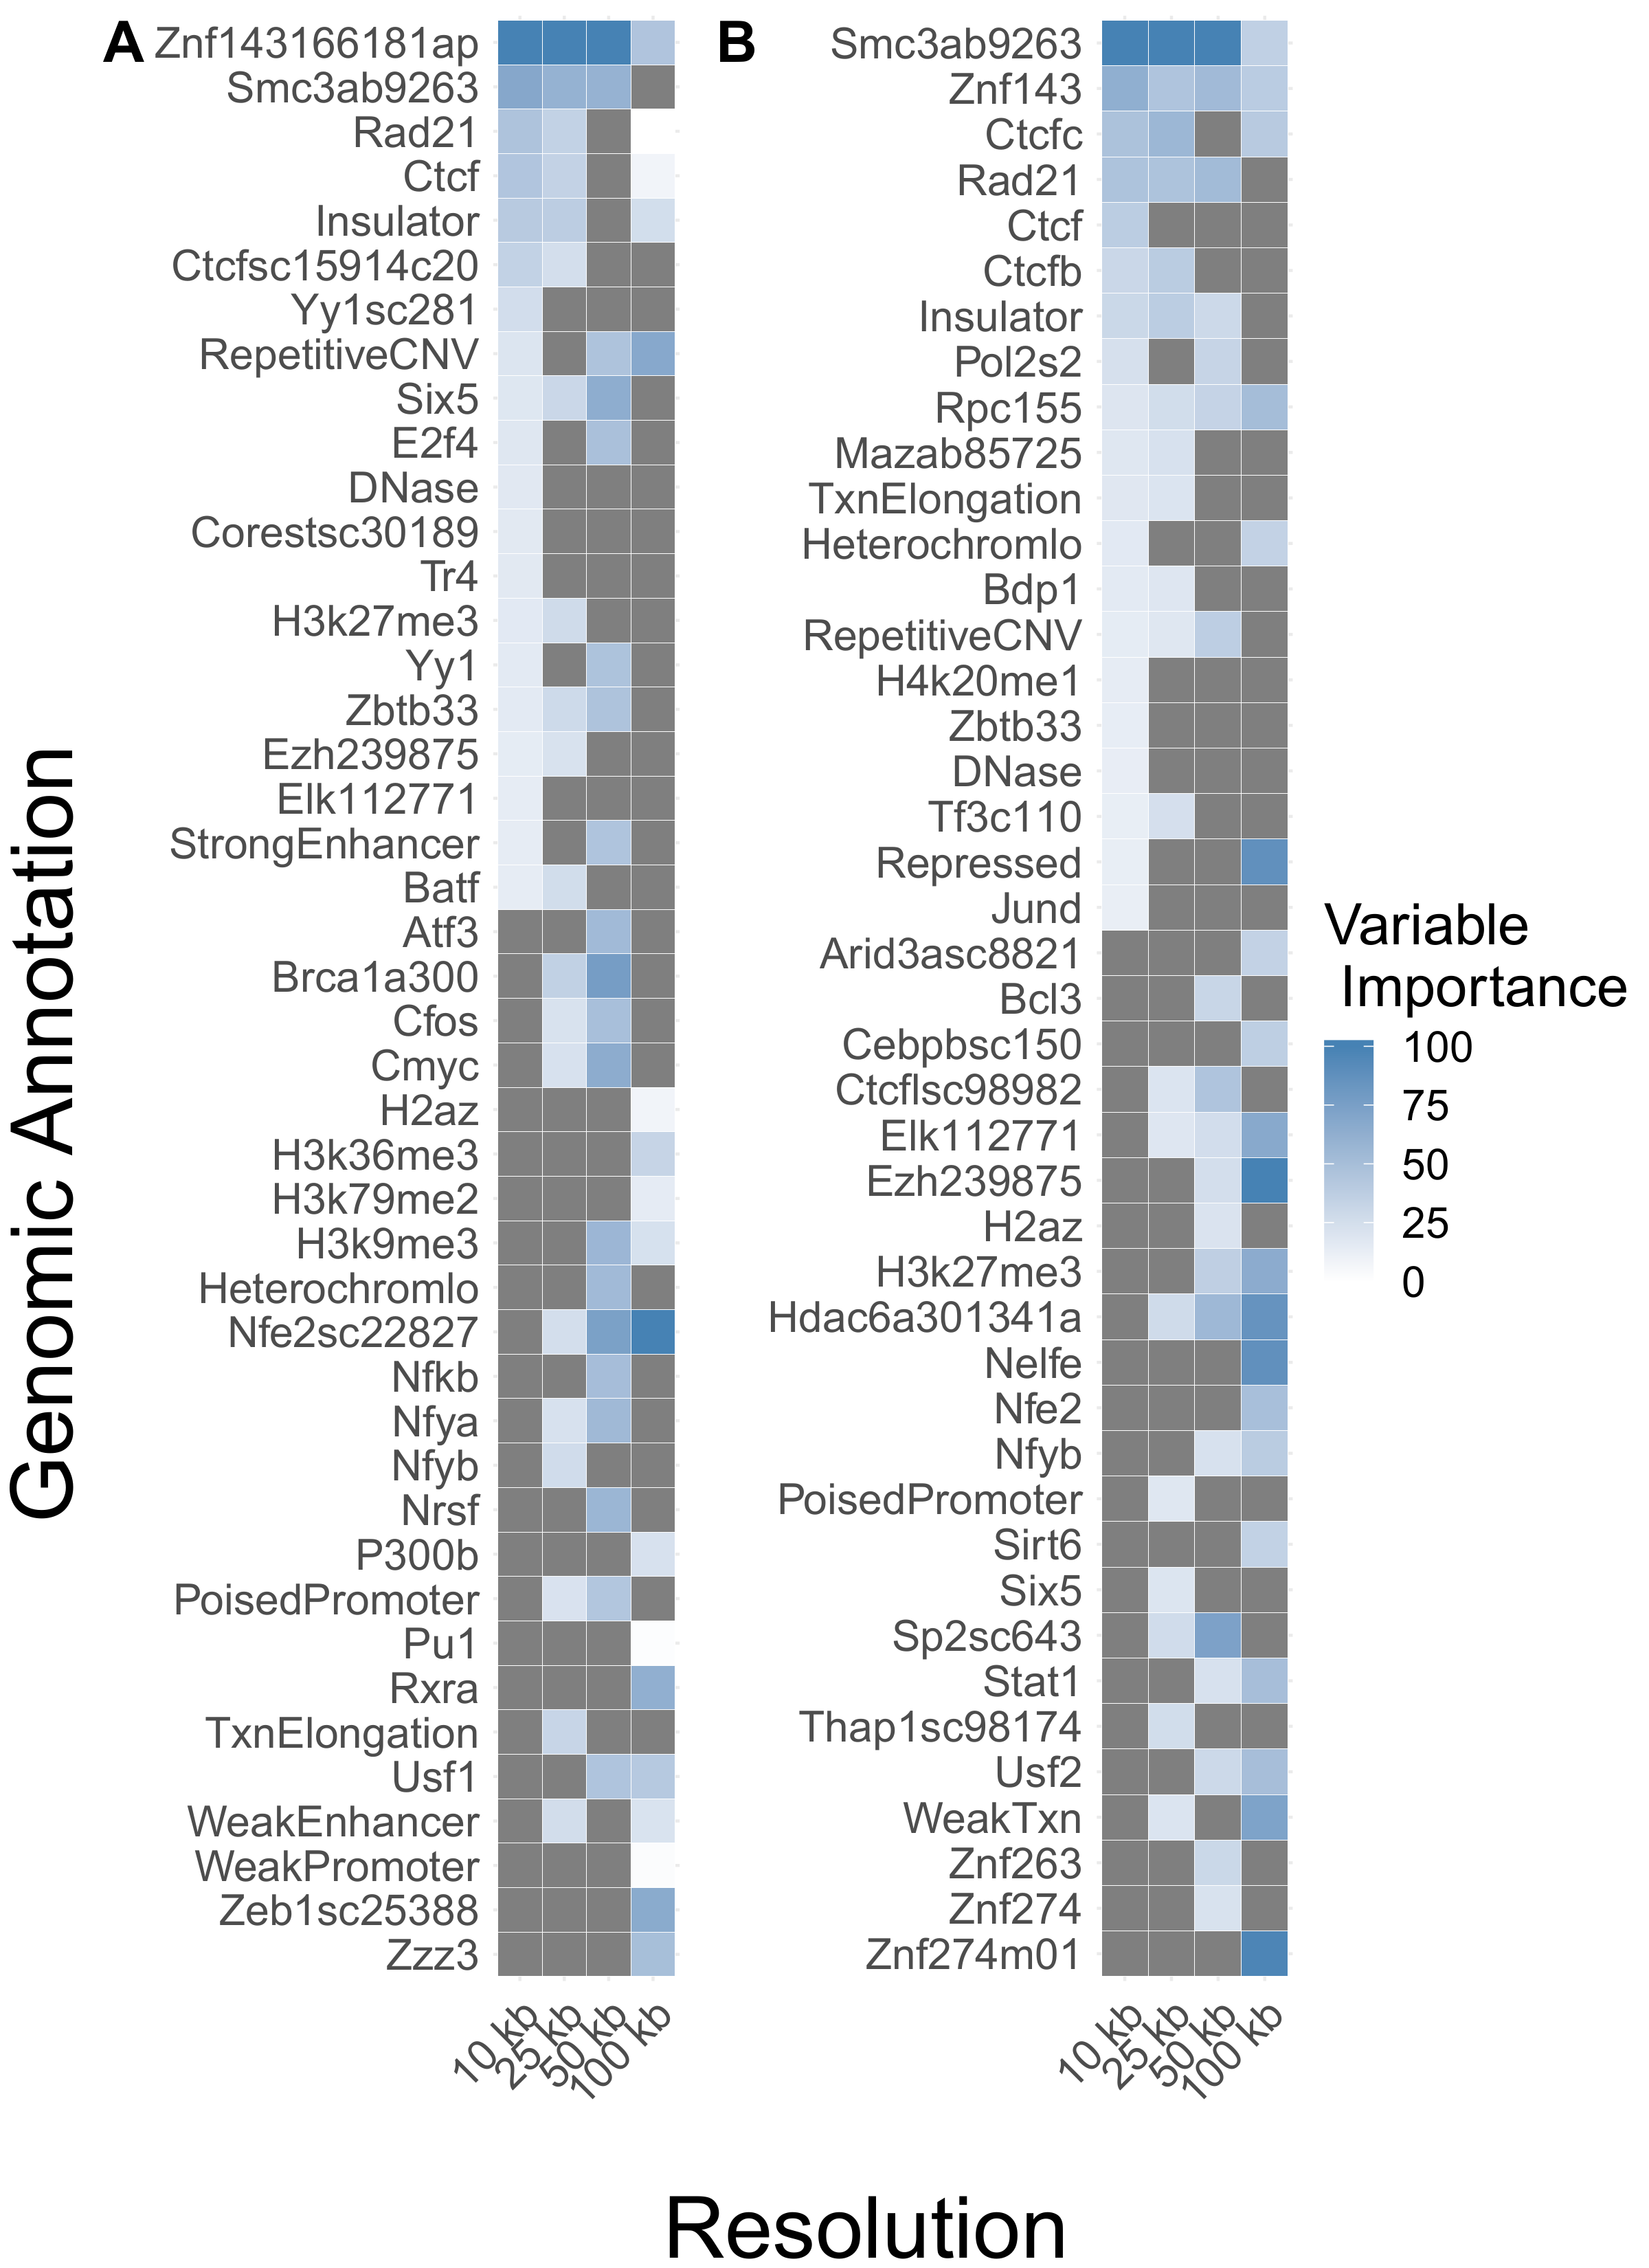 A
Znf143166181ap
Smc3ab9263
Rad21
Ctcf
Insulator
Ctcfsc15914c20
Yy1sc281
RepetitiveCNV
Six5
E2f4
DNase
Corestsc30189
Tr4
H3k27me3
Yy1
Zbtb33
Ezh239875
Elk112771
StrongEnhancer
Batf
Atf3
Brca1a300
Cfos
Cmyc
H2az
H3k36me3
H3k79me2
H3k9me3
Heterochromlo
Nfe2sc22827
Nfkb
Nfya
Nfyb
Nrsf
P300b
PoisedPromoter
Pu1
Rxra
TxnElongation
Usf1
WeakEnhancer
WeakPromoter
Zeb1sc25388
Zzz3
10 kb
25 kb
50 kb
100 kb
B
Smc3ab9263
Znf143
Ctcfc
Rad21
Ctcf
Ctcfb
Insulator
Pol2s2
Rpc155
Mazab85725
TxnElongation
Heterochromlo
Bdp1
RepetitiveCNV
H4k20me1
Zbtb33
DNase
Tf3c110
Repressed
Jund
Arid3asc8821
Bcl3
Cebpbsc150
Ctcflsc98982
Elk112771
Ezh239875
H2az
H3k27me3
Hdac6a301341a
Nelfe
Nfe2
Nfyb
PoisedPromoter
Sirt6
Six5
Sp2sc643
Stat1
Thap1sc98174
Usf2
WeakTxn
Znf263
Znf274
Znf274m01
10 kb
25 kb
50 kb
100 kb
Variable
Importance
100
75
50
25
0
Genomic Annotation
Resolution